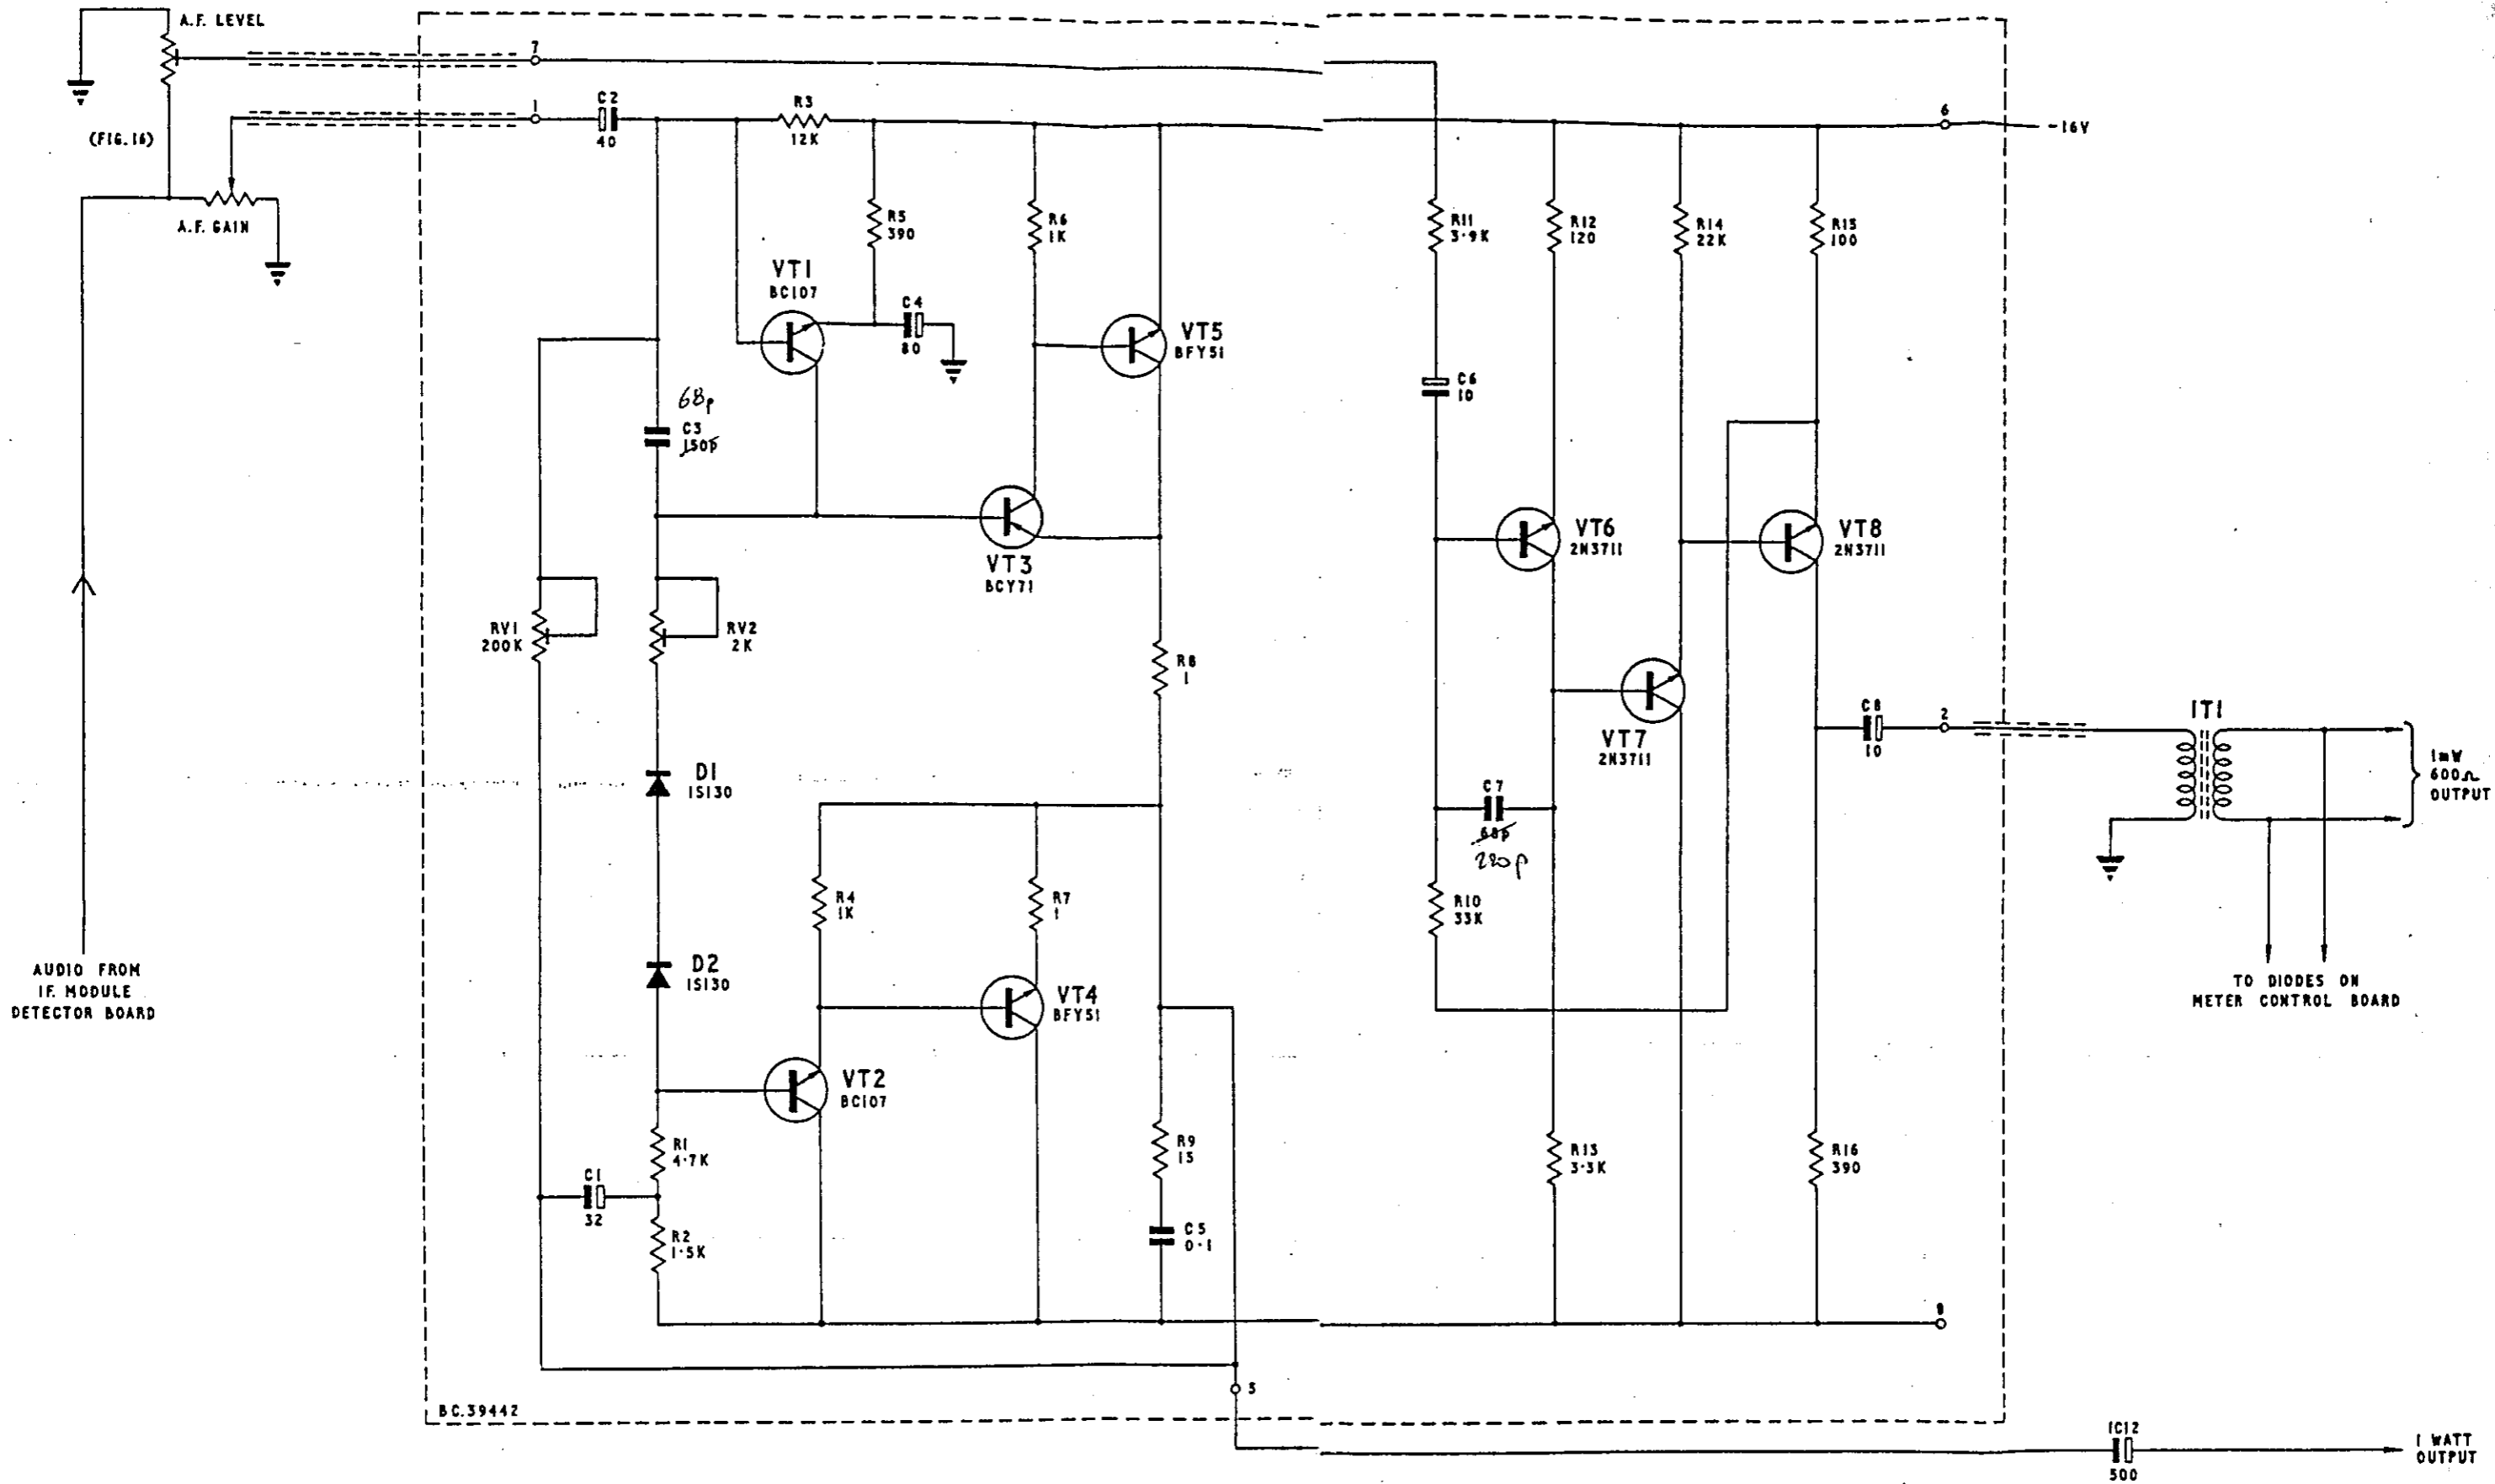 A.F. LEVEL
(FIG.16)
A.F. GAIN
AUDIO FROM
I.F. MODULE
DETECTOR BOARD
7
1
C2
40
R3
12K
R5
390
R6
1K
VT1
BC107
C4
80
VT5
BFY51
68p
C3
150p
VT3
BCY71
RV1
200K
RV2
2K
R8
1
D1
1S130
R4
1K
R7
1
D2
1S130
VT4
BFY51
VT2
BC107
R1
4·7K
C1
32
R2
1·5K
R9
15
C5
0·1
5
BC.39442
6
-16V
R11
3·9K
R12
120
R14
22K
R15
100
C6
10
VT6
2N3711
VT8
2N3711
VT7
2N3711
C7
68p
220p
R10
33K
C8
10
2
1T1
1mW
600Ω
OUTPUT
TO DIODES ON
METER CONTROL BOARD
R13
3·3K
R16
390
1C12
500
1 WATT
OUTPUT